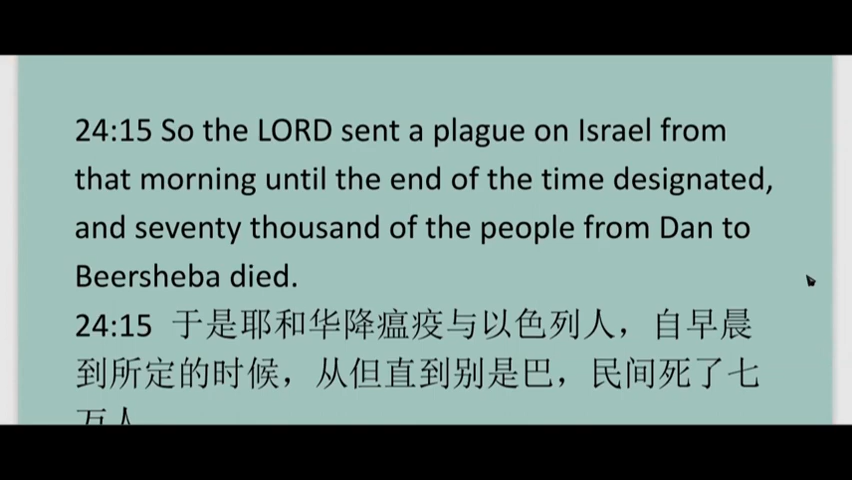 24:15 So the LORD sent a plague on Israel from
that morning until the end of the time designated,
and seventy thousand of the people from Dan to
Beersheba died.
24:15 于是耶和华降瘟疫与以色列人，自早晨
到所定的时候，从但直到别是巴，民间死了七
万人